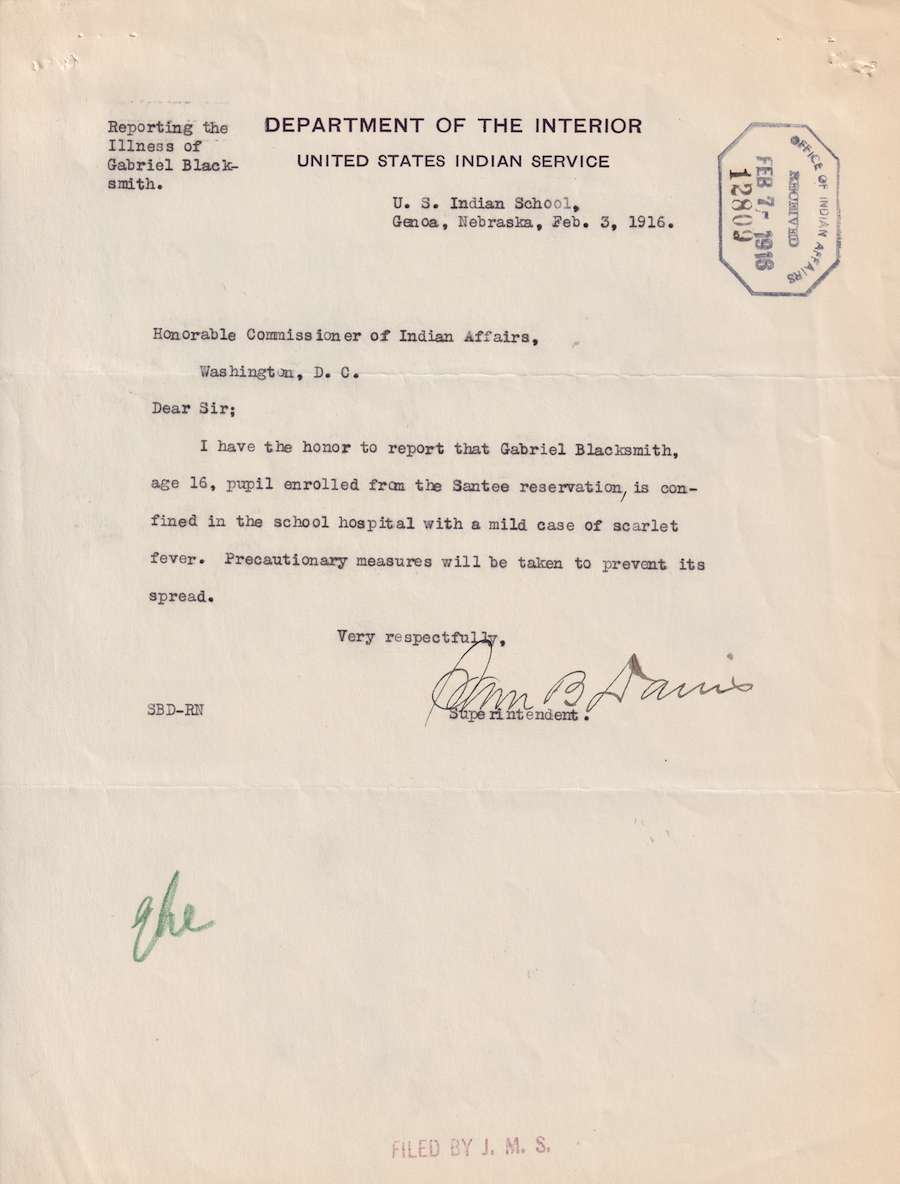 Reporting the
Illness of
Gabriel Black-
smith.
DEPARTMENT OF THE INTERIOR
UNITED STATES INDIAN SERVICE
U. S. Indian School,
Genoa, Nebraska, Feb. 3, 1916.
OFFICE OF INDIAN AFFAIRS
RECEIVED
FEB 7 - 1916
12809
Honorable Commissioner of Indian Affairs,
Washington, D. C.
Dear Sir;
I have the honor to report that Gabriel Blacksmith,
age 16, pupil enrolled from the Santee reservation, is con-
fined in the school hospital with a mild case of scarlet
fever. Precautionary measures will be taken to prevent its
spread.
Very respectfully,
Sam B Davis
Superintendent.
SBD-RN
FILED BY J. M. S.